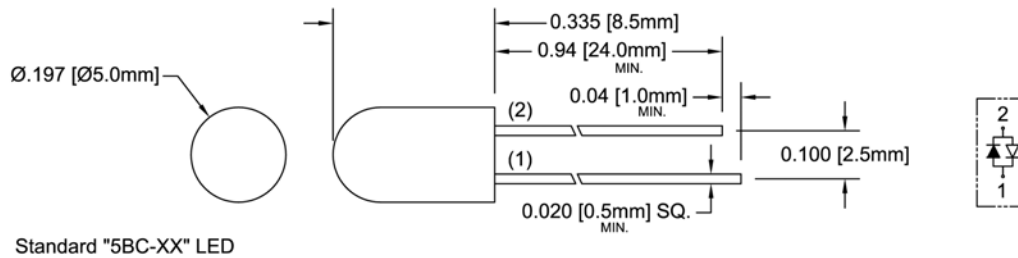 0.335 [8.5mm]
0.94 [24.0mm]
MIN.
Ø.197 [Ø5.0mm]
0.04 [1.0mm]
MIN.
(2)
2
0.100 [2.5mm]
(1)
1
0.020 [0.5mm] SQ.
MIN.
Standard "5BC-XX" LED